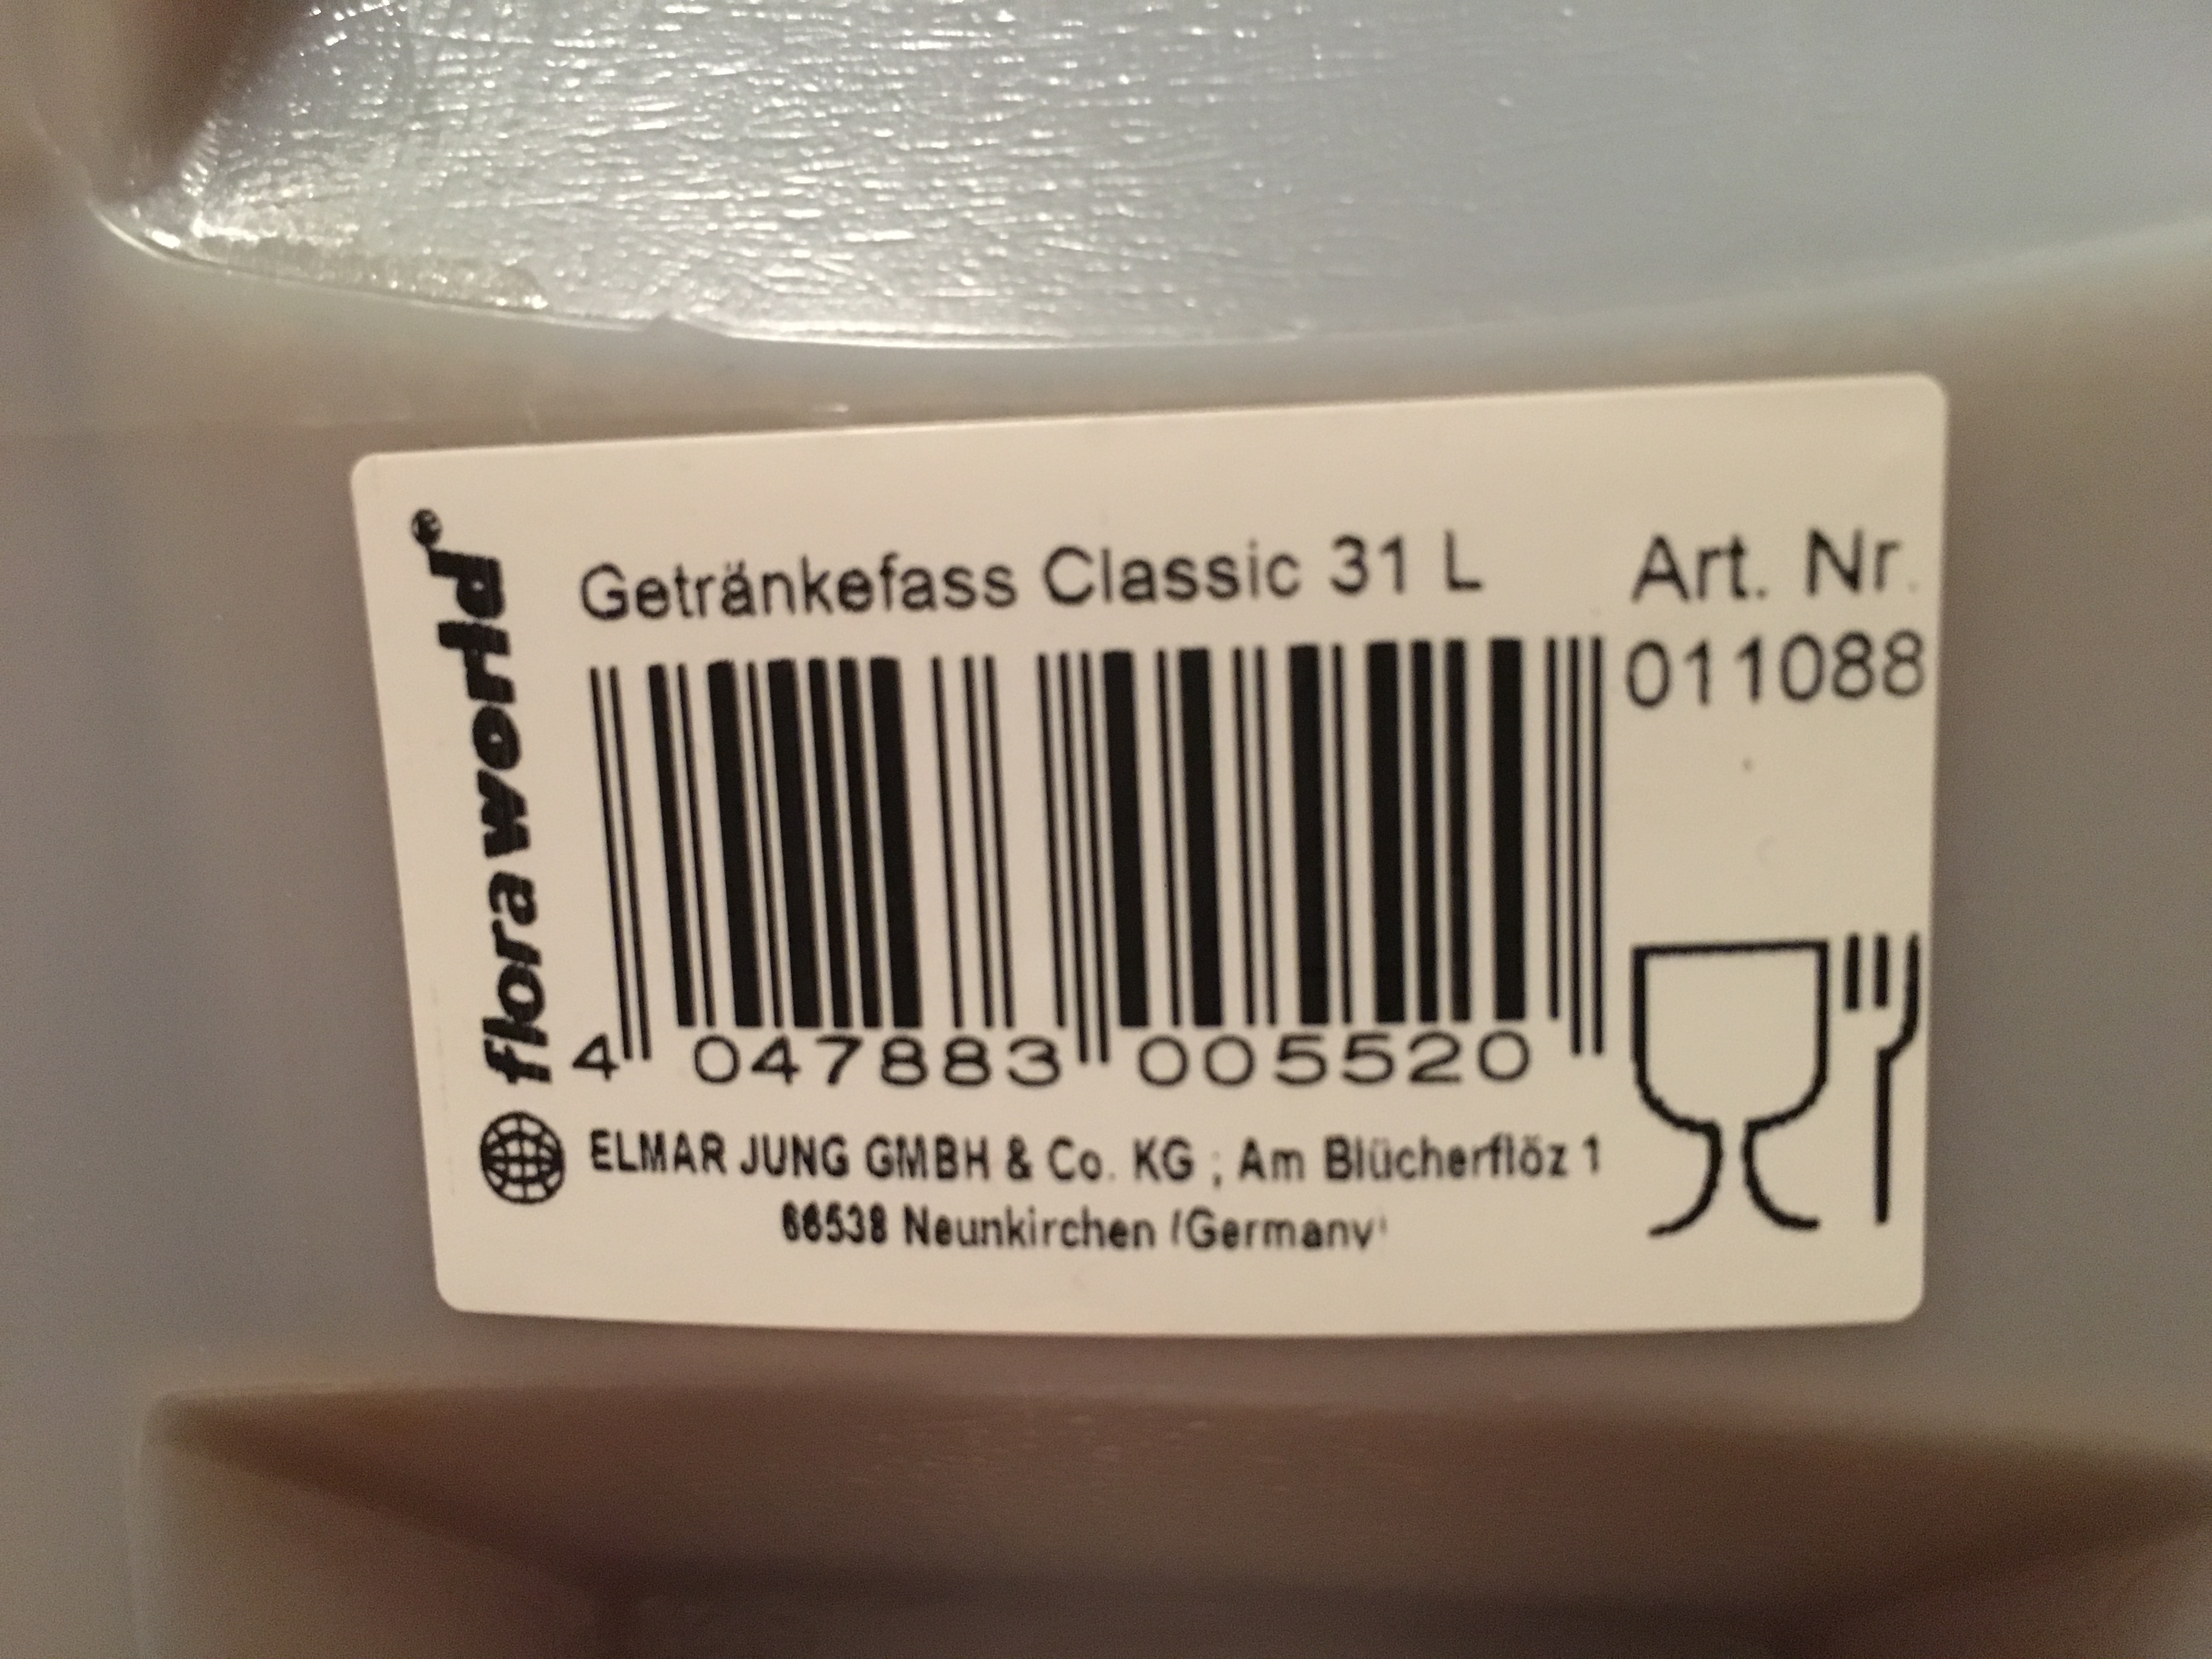 floraworld®
Getränkefass Classic 31 L
Art. Nr.
011088
4 047883 005520
ELMAR JUNG GMBH & Co. KG ; Am Blücherflöz 1
66538 Neunkirchen (Germany)